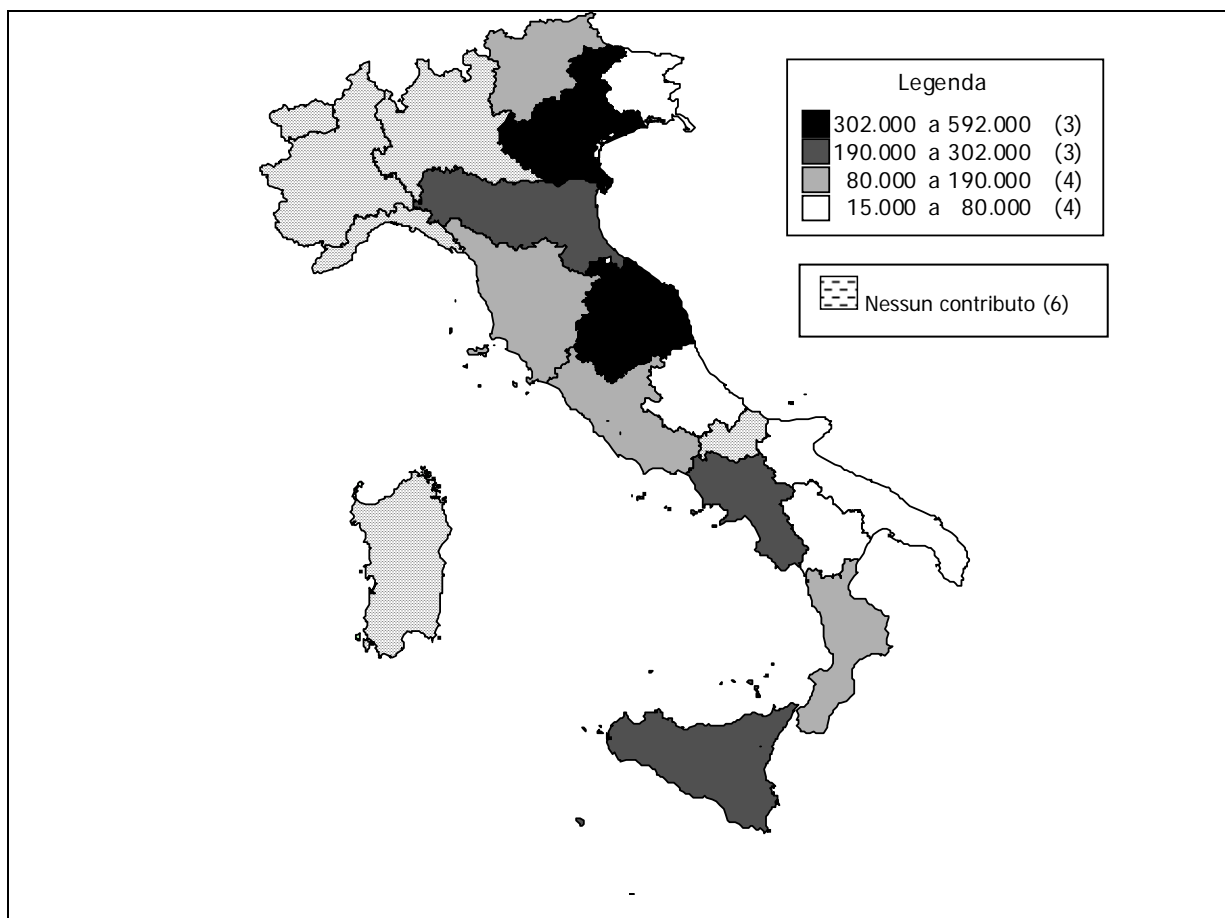 Legenda
302.000 a 592.000 (3)
190.000 a 302.000 (3)
80.000 a 190.000 (4)
15.000 a 80.000 (4)
Nessun contributo (6)